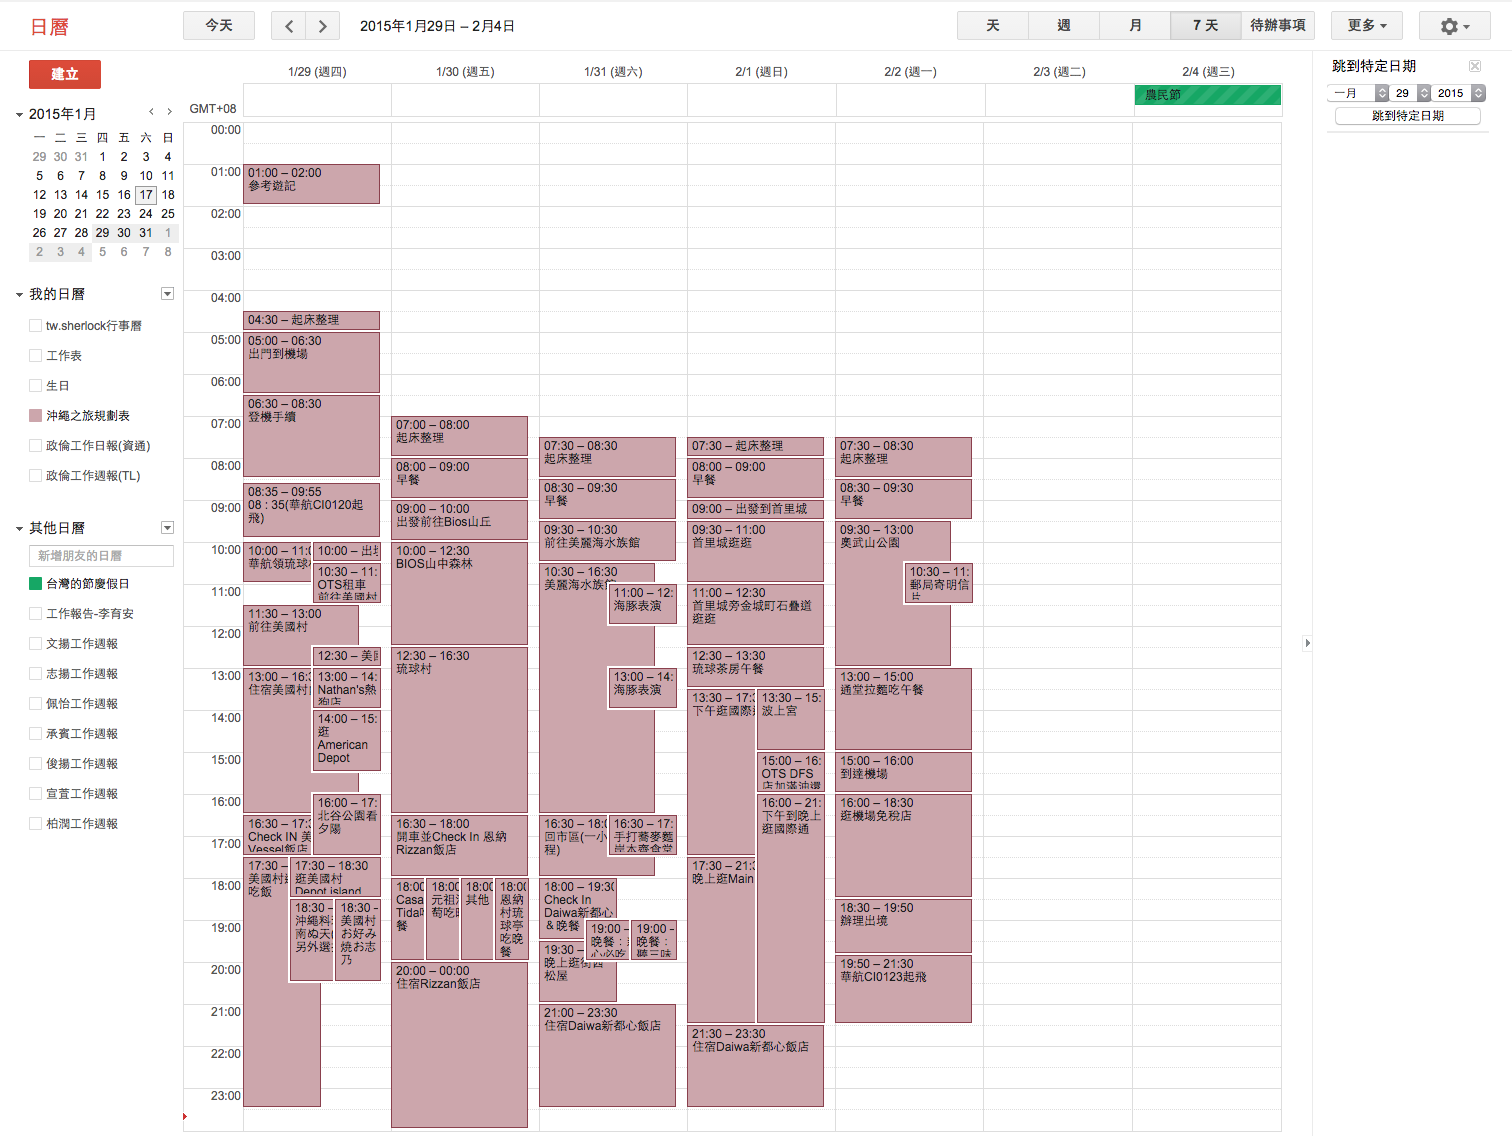 日曆
今天
2015年1月29日 – 2月4日
天
週
月
7 天
待辦事項
更多
建立
2015年1月
一 二 三 四 五 六 日
29 30 31 1 2 3 4
5 6 7 8 9 10 11
12 13 14 15 16 17 18
19 20 21 22 23 24 25
26 27 28 29 30 31 1
2 3 4 5 6 7 8
我的日曆
tw.sherlock行事曆
工作表
生日
沖繩之旅規劃表
政倫工作日報(資通)
政倫工作週報(TL)
其他日曆
新增朋友的日曆
台灣的節慶假日
工作報告-李育安
文揚工作週報
志揚工作週報
佩怡工作週報
承賓工作週報
俊揚工作週報
宣萱工作週報
柏潤工作週報
1/29 (週四)
1/30 (週五)
1/31 (週六)
2/1 (週日)
2/2 (週一)
2/3 (週二)
2/4 (週三)
GMT+08
農民節
00:00
01:00
02:00
03:00
04:00
05:00
06:00
07:00
08:00
09:00
10:00
11:00
12:00
13:00
14:00
15:00
16:00
17:00
18:00
19:00
20:00
21:00
22:00
23:00
01:00 – 02:00
參考遊記
04:30 – 起床整理
05:00 – 06:30
出門到機場
06:30 – 08:30
登機手續
08:35 – 09:55
08：35(華航CI0120起
飛)
10:00 – 11:0
華航領琉球
10:00 – 出境
10:30 – 11:
OTS租車
前往美國村
11:30 – 13:00
前往美國村
12:30 – 美國
13:00 – 16:3
住宿美國村
13:00 – 14:
Nathan's熱
狗店
14:00 – 15:
逛
American
Depot
16:00 – 17:
北谷公園看
夕陽
16:30 – 17:3
Check IN 美
Vessel飯店
17:30 –
美國村
吃飯
17:30 – 18:30
逛美國村
Depot island
18:30 –
沖繩料
南ぬ天
另外選
18:30 –
美國村
お好み
焼お志
乃
07:00 – 08:00
起床整理
08:00 – 09:00
早餐
09:00 – 10:00
出發前往Bios山丘
10:00 – 12:30
BIOS山中森林
12:30 – 16:30
琉球村
16:30 – 18:00
開車並Check In 恩納
Rizzan飯店
18:00
Casa
Tida
餐
18:00
元祖
萄吃
18:00
其他
18:00
恩納
村琉
球亭
吃晚
餐
20:00 – 00:00
住宿Rizzan飯店
07:30 – 08:30
起床整理
08:30 – 09:30
早餐
09:30 – 10:30
前往美麗海水族館
10:30 – 16:30
美麗海水族館
11:00 – 12:
海豚表演
13:00 – 14:
海豚表演
16:30 – 18:0
回市區(一小
程)
16:30 – 17:
手打蕎麥麵
岸本齋食堂
18:00 – 19:30
Check In
Daiwa新都心
＆晚餐
19:00 –
晚餐：
心必吃
19:00 –
晚餐：
勝三味
19:30 –
晚上逛街西
松屋
21:00 – 23:30
住宿Daiwa新都心飯店
07:30 – 起床整理
08:00 – 09:00
早餐
09:00 – 出發到首里城
09:30 – 11:00
首里城逛逛
11:00 – 12:30
首里城旁金城町石疊道
逛逛
12:30 – 13:30
琉球茶房午餐
13:30 – 17:3
下午逛國際
13:30 – 15:
波上宮
15:00 – 16:
OTS DFS
店加滿油還
16:00 – 21:
下午到晚上
逛國際通
17:30 – 21:3
晚上逛Main
21:30 – 23:30
住宿Daiwa新都心飯店
07:30 – 08:30
起床整理
08:30 – 09:30
早餐
09:30 – 13:00
奧武山公園
10:30 – 11:
郵局寄明信
片
13:00 – 15:00
通堂拉麵吃午餐
15:00 – 16:00
到達機場
16:00 – 18:30
逛機場免稅店
18:30 – 19:50
辦理出境
19:50 – 21:30
華航CI0123起飛
跳到特定日期
一月 29 2015
跳到特定日期